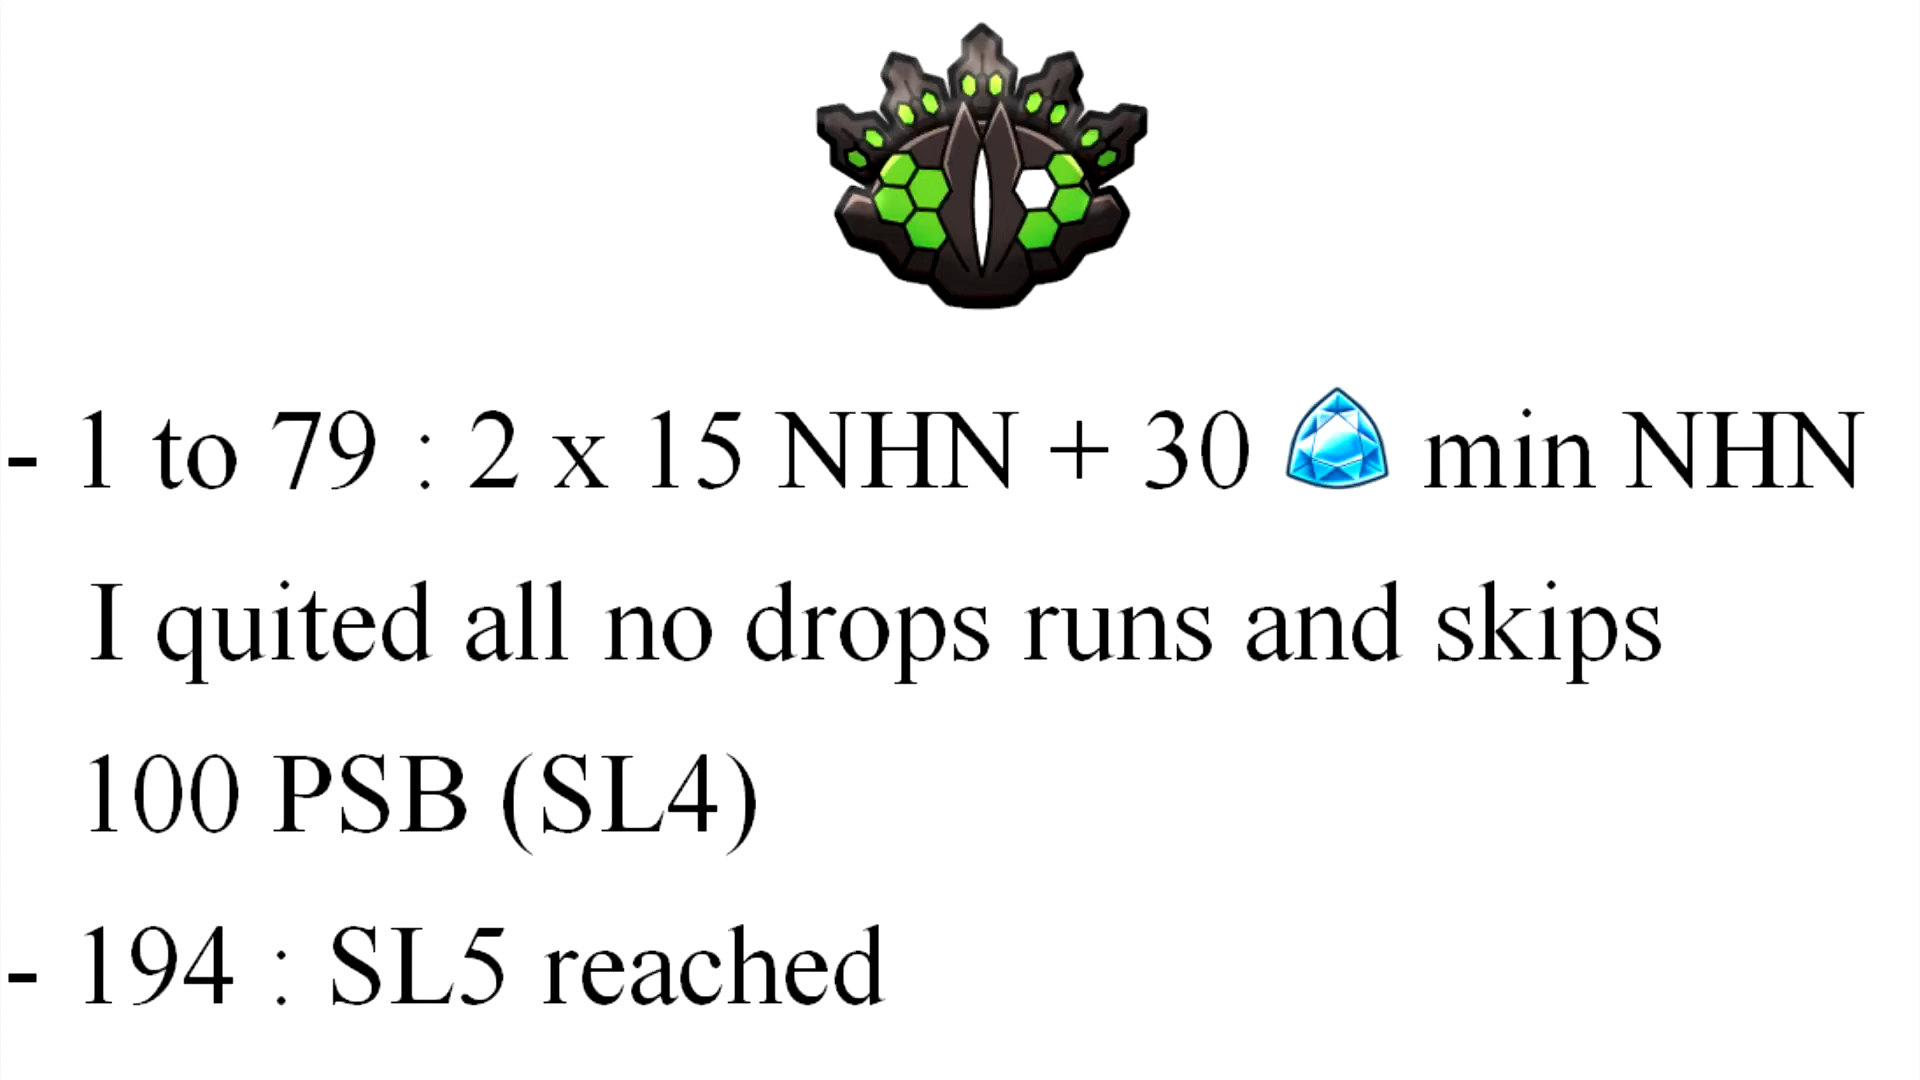 - 1 to 79 : 2 x 15 NHN + 30 min NHN
I quited all no drops runs and skips
100 PSB (SL4)
- 194 : SL5 reached